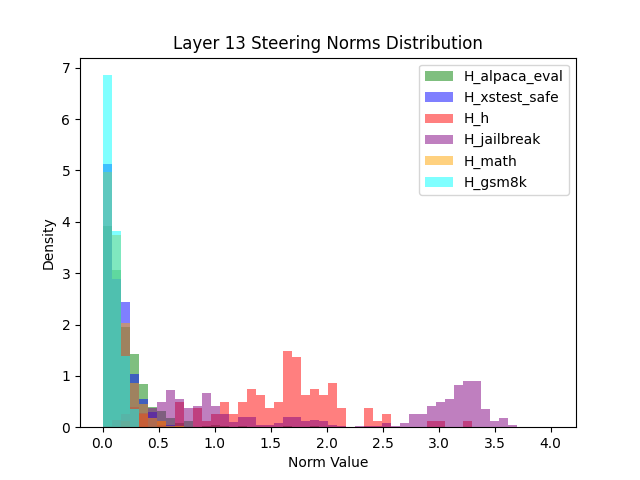 Layer 13 Steering Norms Distribution
H_alpaca_eval
H_xstest_safe
H_h
H_jailbreak
H_math
H_gsm8k
Density
7
6
5
4
3
2
1
0
0.0 0.5 1.0 1.5 2.0 2.5 3.0 3.5 4.0
Norm Value